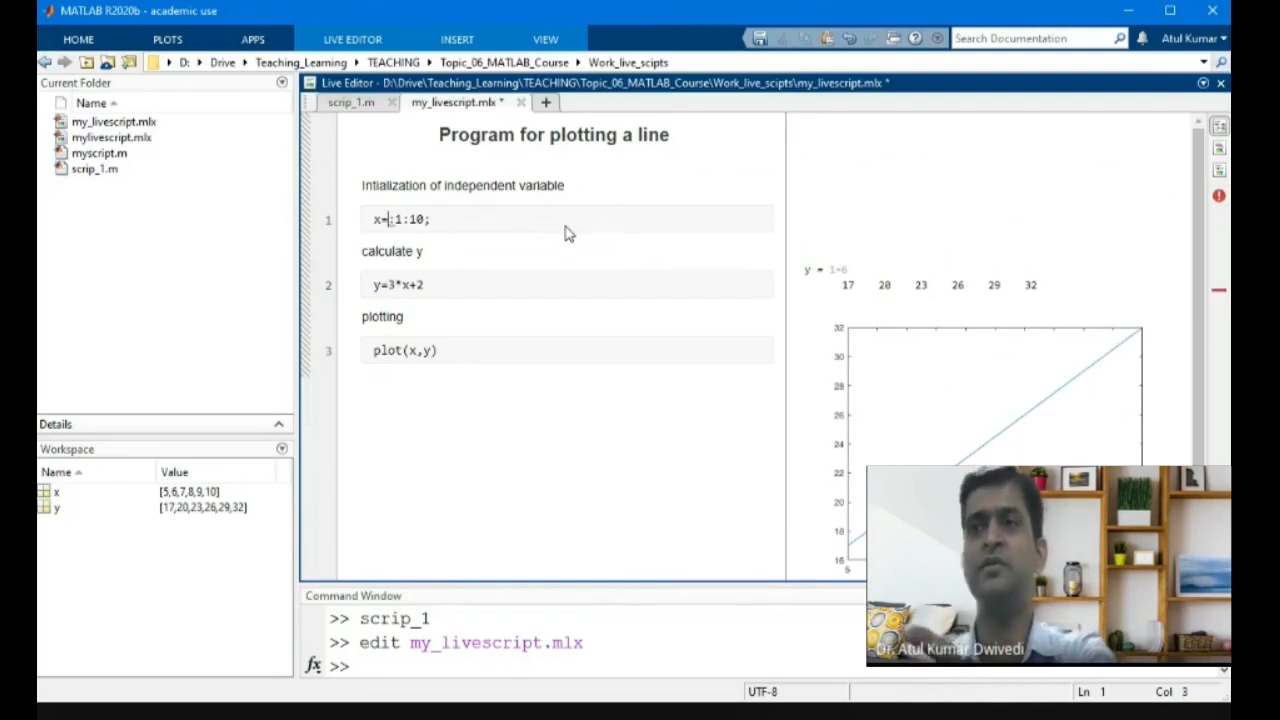 MATLAB R2020b - academic use
HOME PLOTS APPS LIVE EDITOR INSERT VIEW Search Documentation Atul Kumar
D: Drive Teaching_Learning TEACHING Topic_06_MATLAB_Course Work_live_scipts
Current Folder
Name
my_livescript.mlx
mylivescript.mlx
myscript.m
scrip_1.m
Details
Workspace
Name Value
x [5,6,7,8,9,10]
y [17,20,23,26,29,32]
Live Editor - D:\Drive\Teaching_Learning\TEACHING\Topic_06_MATLAB_Course\Work_live_scipts\my_livescript.mlx *
scrip_1.m my_livescript.mlx *
Program for plotting a line
Intialization of independent variable
1 x=:1:10;
calculate y
2 y=3*x+2
plotting
3 plot(x,y)
y = 1×6
17 20 23 26 29 32
32
30
28
26
24
22
20
18
16
5
Command Window
>> scrip_1
>> edit my_livescript.mlx
fx >>
Dr. Atul Kumar Dwivedi
UTF-8 Ln 1 Col 3